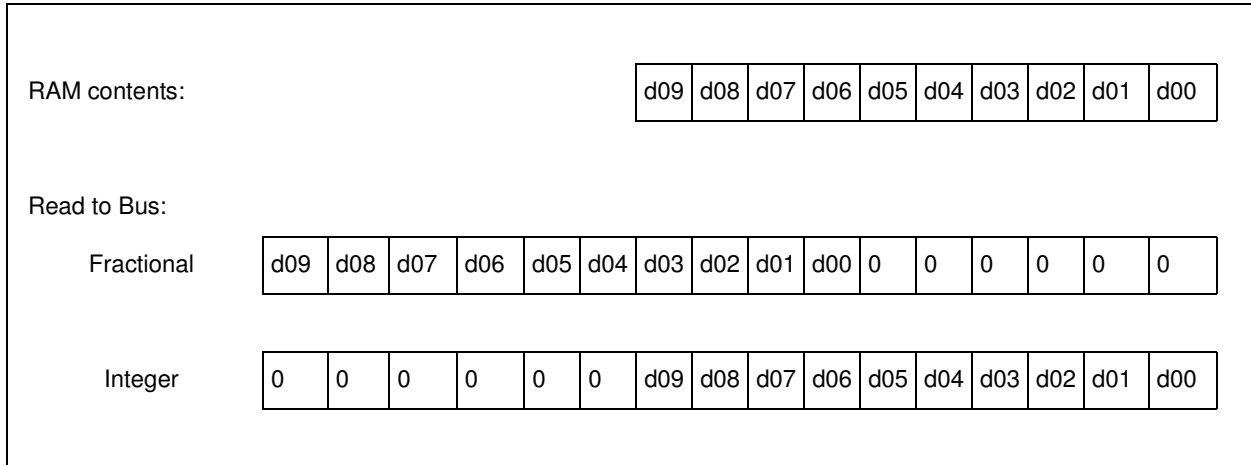 RAM contents: d09 d08 d07 d06 d05 d04 d03 d02 d01 d00
Read to Bus:
Fractional d09 d08 d07 d06 d05 d04 d03 d02 d01 d00 0 0 0 0 0 0
Integer 0 0 0 0 0 0 d09 d08 d07 d06 d05 d04 d03 d02 d01 d00